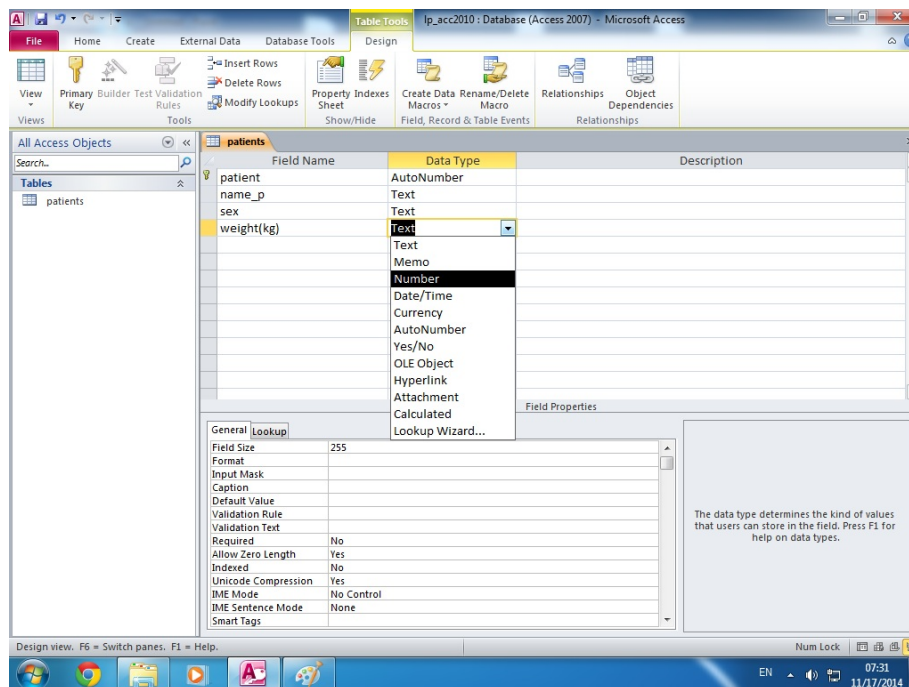 Table Tools lp_acc2010 : Database (Access 2007) - Microsoft Access
File Home Create External Data Database Tools Design
View
Primary Key
Builder
Test Validation Rules
Insert Rows
Delete Rows
Modify Lookups
Property Sheet
Indexes
Create Data Macros
Rename/Delete Macro
Relationships
Object Dependencies
Views Tools Show/Hide Field, Record & Table Events Relationships
All Access Objects
Search..
Tables
patients
patients
Field Name Data Type Description
patient AutoNumber
name_p Text
sex Text
weight(kg) Text
Text
Memo
Number
Date/Time
Currency
AutoNumber
Yes/No
OLE Object
Hyperlink
Attachment
Calculated
Lookup Wizard...
Field Properties
General Lookup
Field Size 255
Format
Input Mask
Caption
Default Value
Validation Rule
Validation Text
Required No
Allow Zero Length Yes
Indexed No
Unicode Compression Yes
IME Mode No Control
IME Sentence Mode None
Smart Tags
The data type determines the kind of values
that users can store in the field. Press F1 for
help on data types.
Design view. F6 = Switch panes. F1 = Help. Num Lock
EN 07:31
11/17/2014